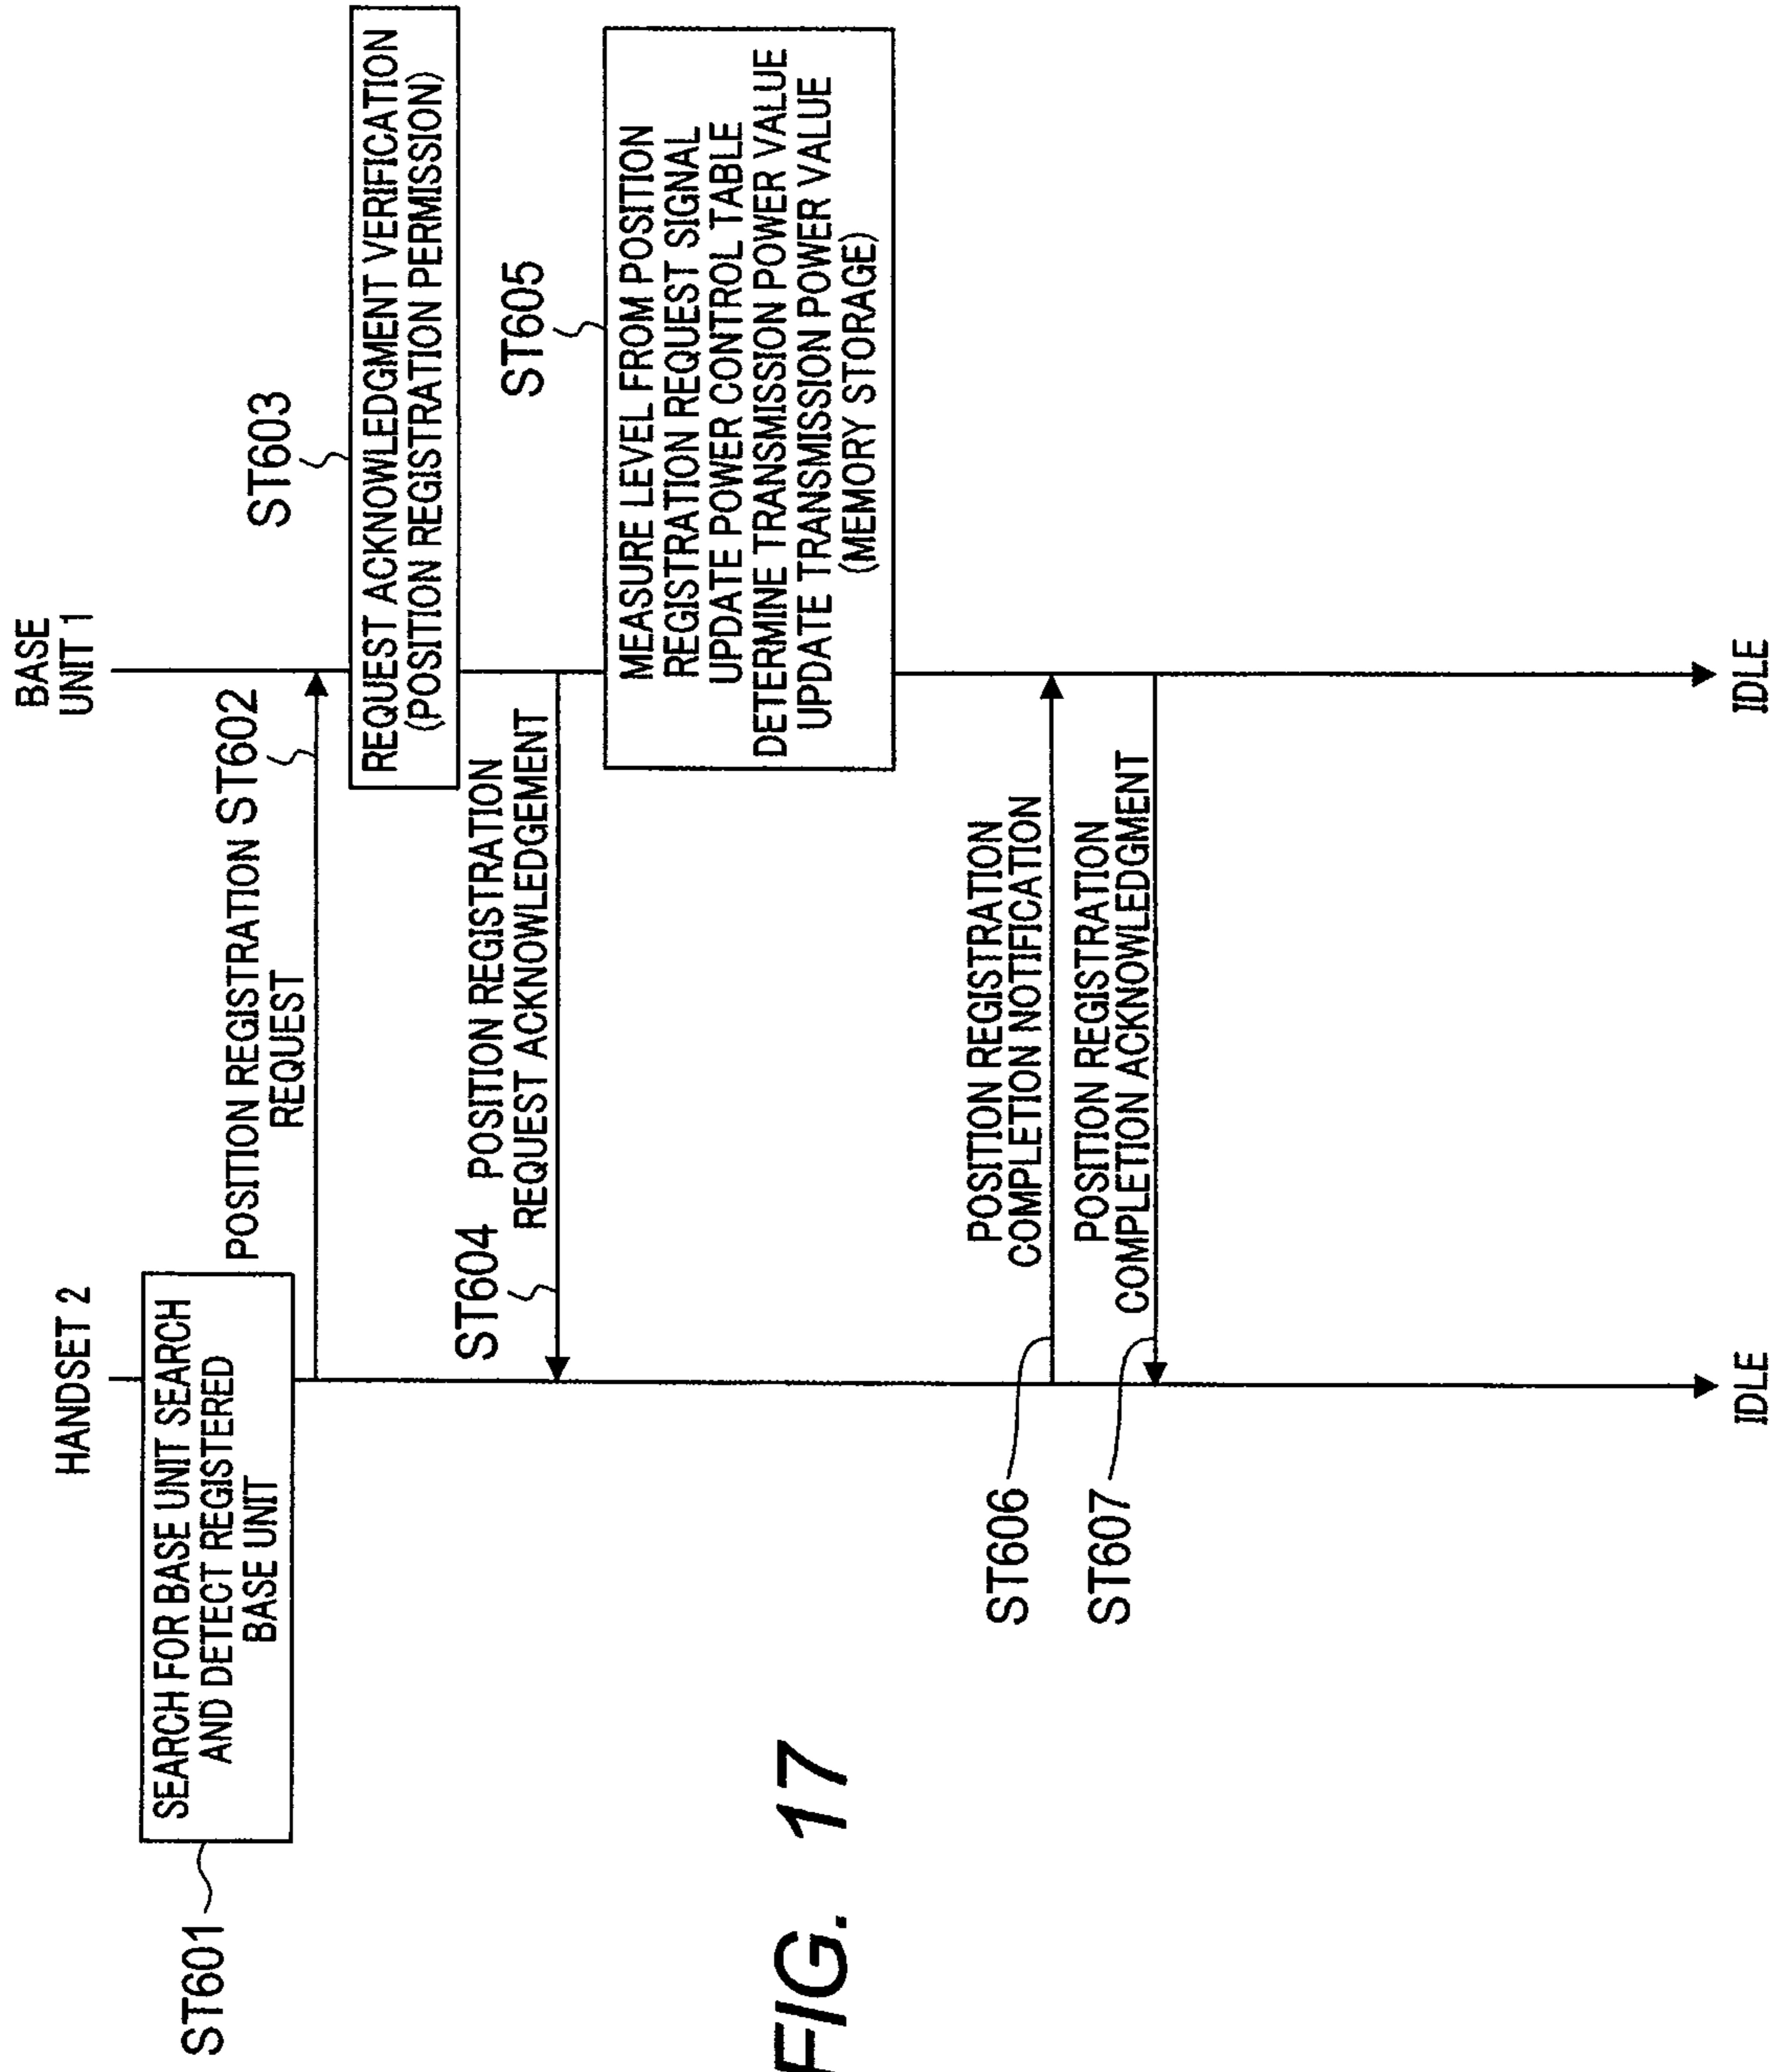 HANDSET 2
BASE
UNIT 1
ST601
SEARCH FOR BASE UNIT SEARCH
AND DETECT REGISTERED
BASE UNIT
POSITION REGISTRATION
REQUEST
ST602
ST603
REQUEST ACKNOWLEDGMENT VERIFICATION
(POSITION REGISTRATION PERMISSION)
ST604
POSITION REGISTRATION
REQUEST ACKNOWLEDGEMENT
ST605
MEASURE LEVEL FROM POSITION
REGISTRATION REQUEST SIGNAL
UPDATE POWER CONTROL TABLE
DETERMINE TRANSMISSION POWER VALUE
UPDATE TRANSMISSION POWER VALUE
(MEMORY STORAGE)
ST606
POSITION REGISTRATION
COMPLETION NOTIFICATION
ST607
POSITION REGISTRATION
COMPLETION ACKNOWLEDGMENT
IDLE
IDLE
FIG. 17